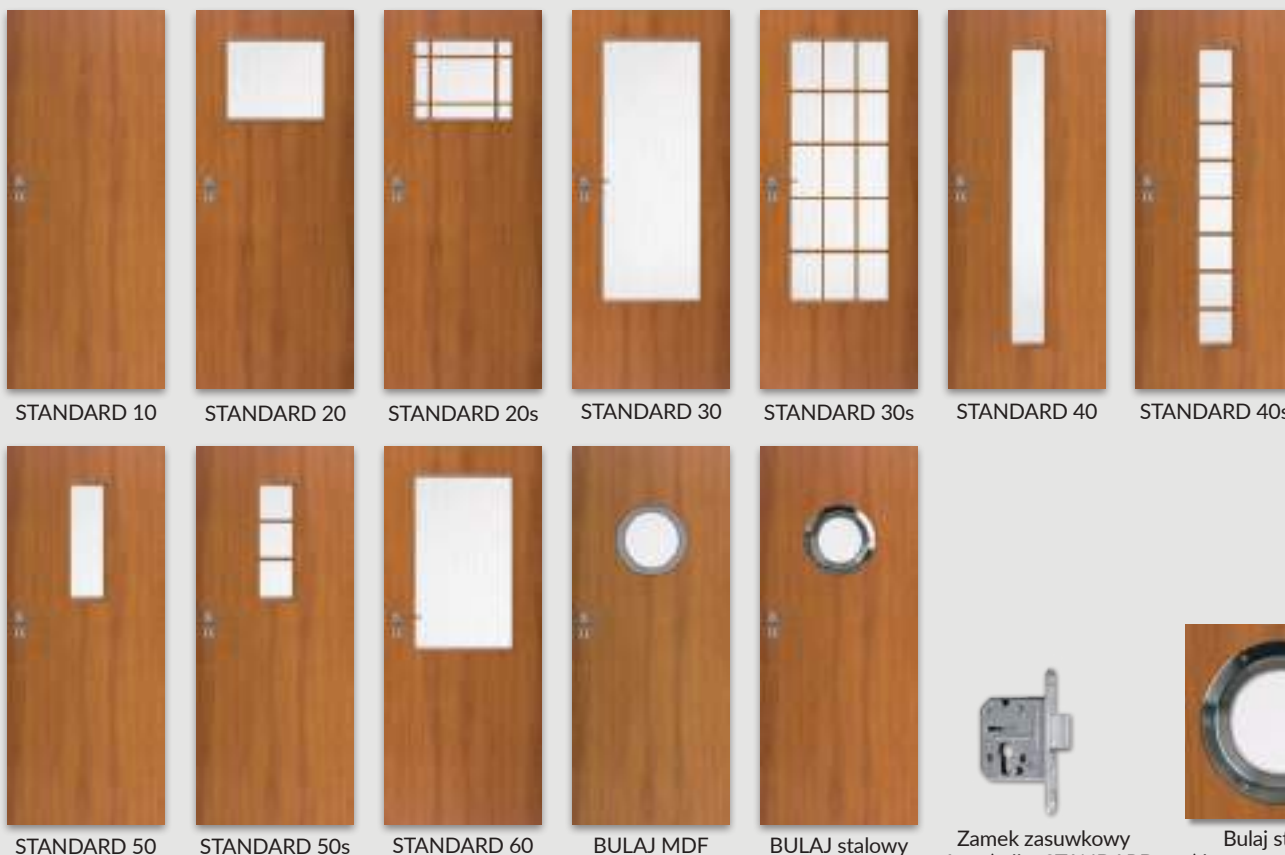 STANDARD 10
STANDARD 20
STANDARD 20s
STANDARD 30
STANDARD 30s
STANDARD 40
STANDARD 40s
STANDARD 50
STANDARD 50s
STANDARD 60
BULAJ MDF
BULAJ stalowy
Zamek zasuwkowy
Bulaj